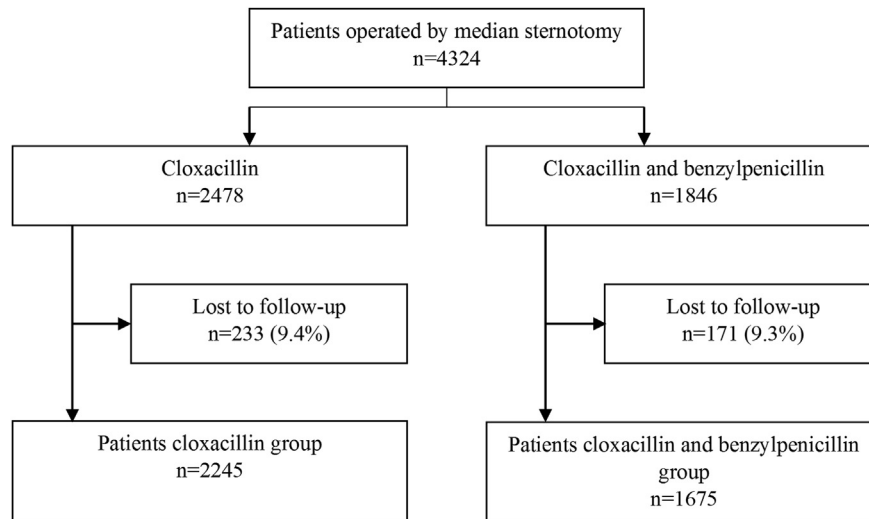 Patients operated by median sternotomy
n=4324
Cloxacillin
n=2478
Cloxacillin and benzylpenicillin
n=1846
Lost to follow-up
n=233 (9.4%)
Lost to follow-up
n=171 (9.3%)
Patients cloxacillin group
n=2245
Patients cloxacillin and benzylpenicillin
group
n=1675